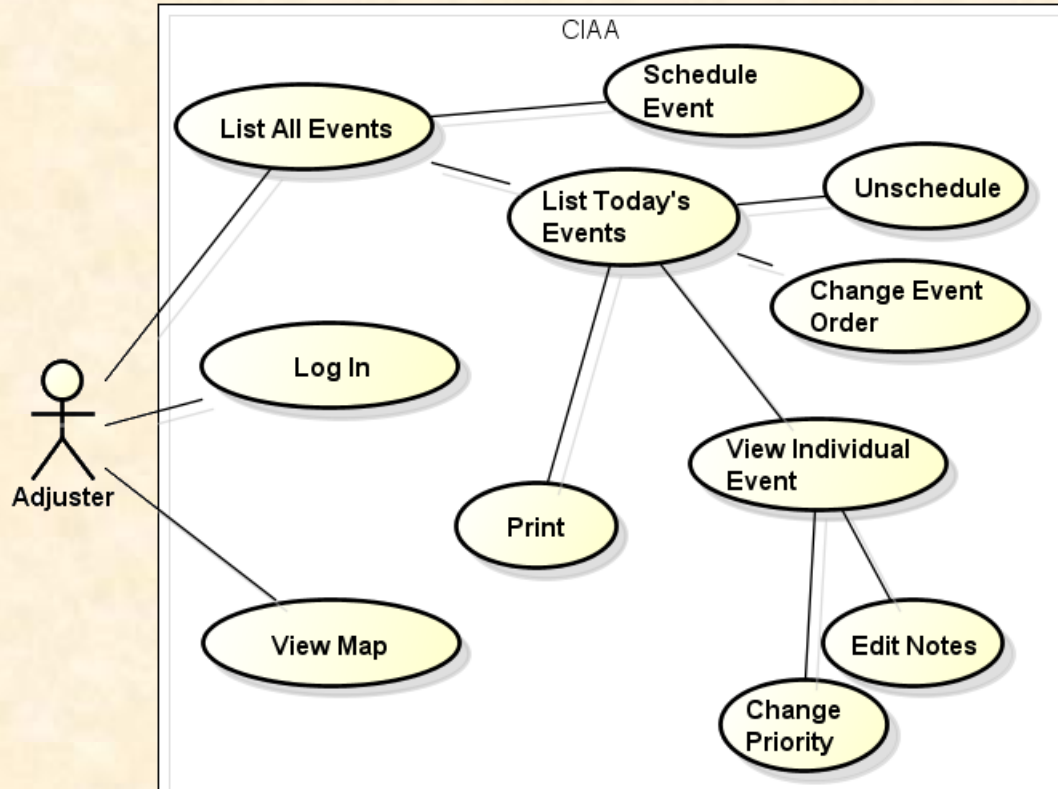 CIAA
Schedule
Event
List All Events
Unschedule
List Today's
Events
Change Event
Order
Log In
View Individual
Event
Adjuster
Print
View Map
Edit Notes
Change
Priority